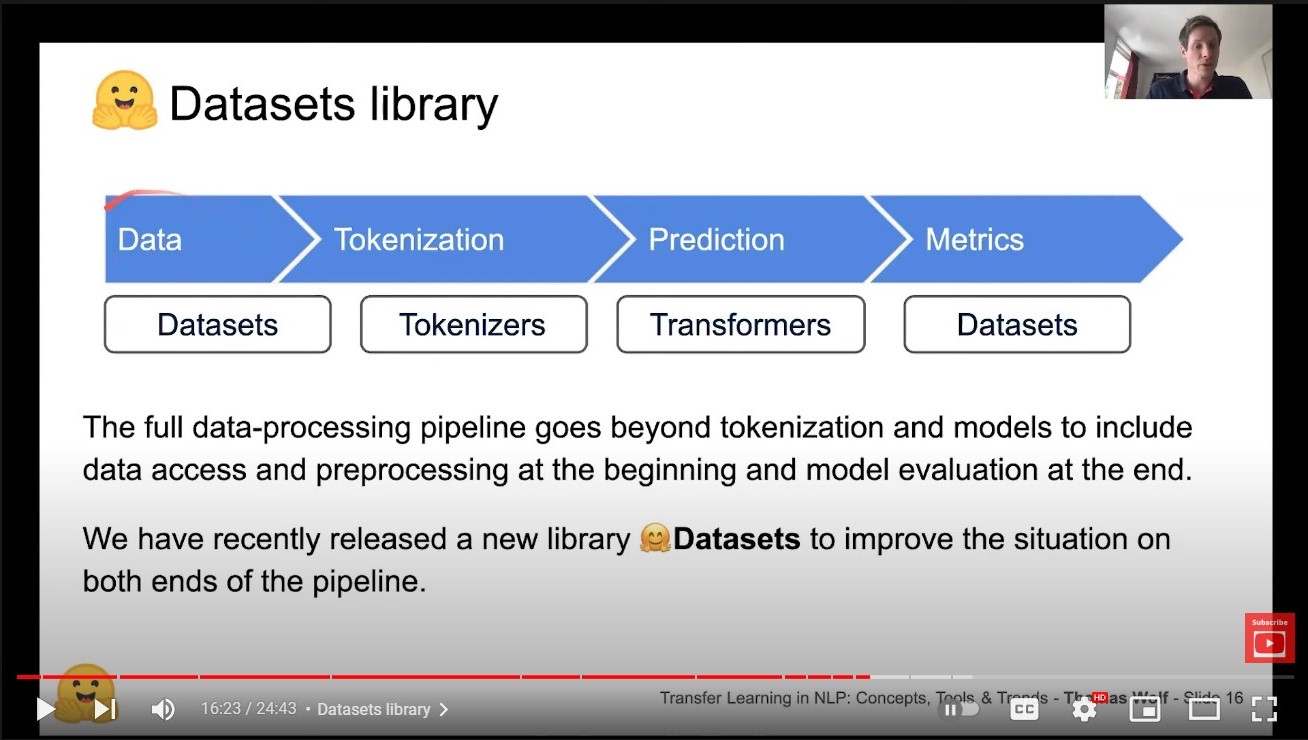 Datasets library
Data
Tokenization
Prediction
Metrics
Datasets
Tokenizers
Transformers
Datasets
The full data-processing pipeline goes beyond tokenization and models to include
data access and preprocessing at the beginning and model evaluation at the end.
We have recently released a new library 🤗Datasets to improve the situation on
both ends of the pipeline.
Subscribe
Transfer Learning in NLP: Concepts, Tools & Trends - Thomas Wolf - Slide 16
16:23 / 24:43 • Datasets library
CC
HD